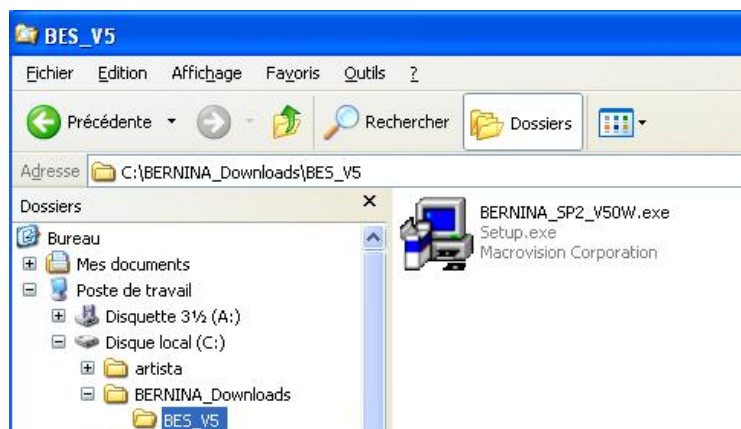 BES_V5
Fichier Edition Affichage Favoris Outils ?
Précédente Rechercher Dossiers
Adresse C:\BERNINA_Downloads\BES_V5
Dossiers X
Bureau
Mes documents
Poste de travail
Disquette 3½ (A:)
Disque local (C:)
artista
BERNINA_Downloads
BES_V5
BERNINA_SP2_V50W.exe
Setup.exe
Macrovision Corporation